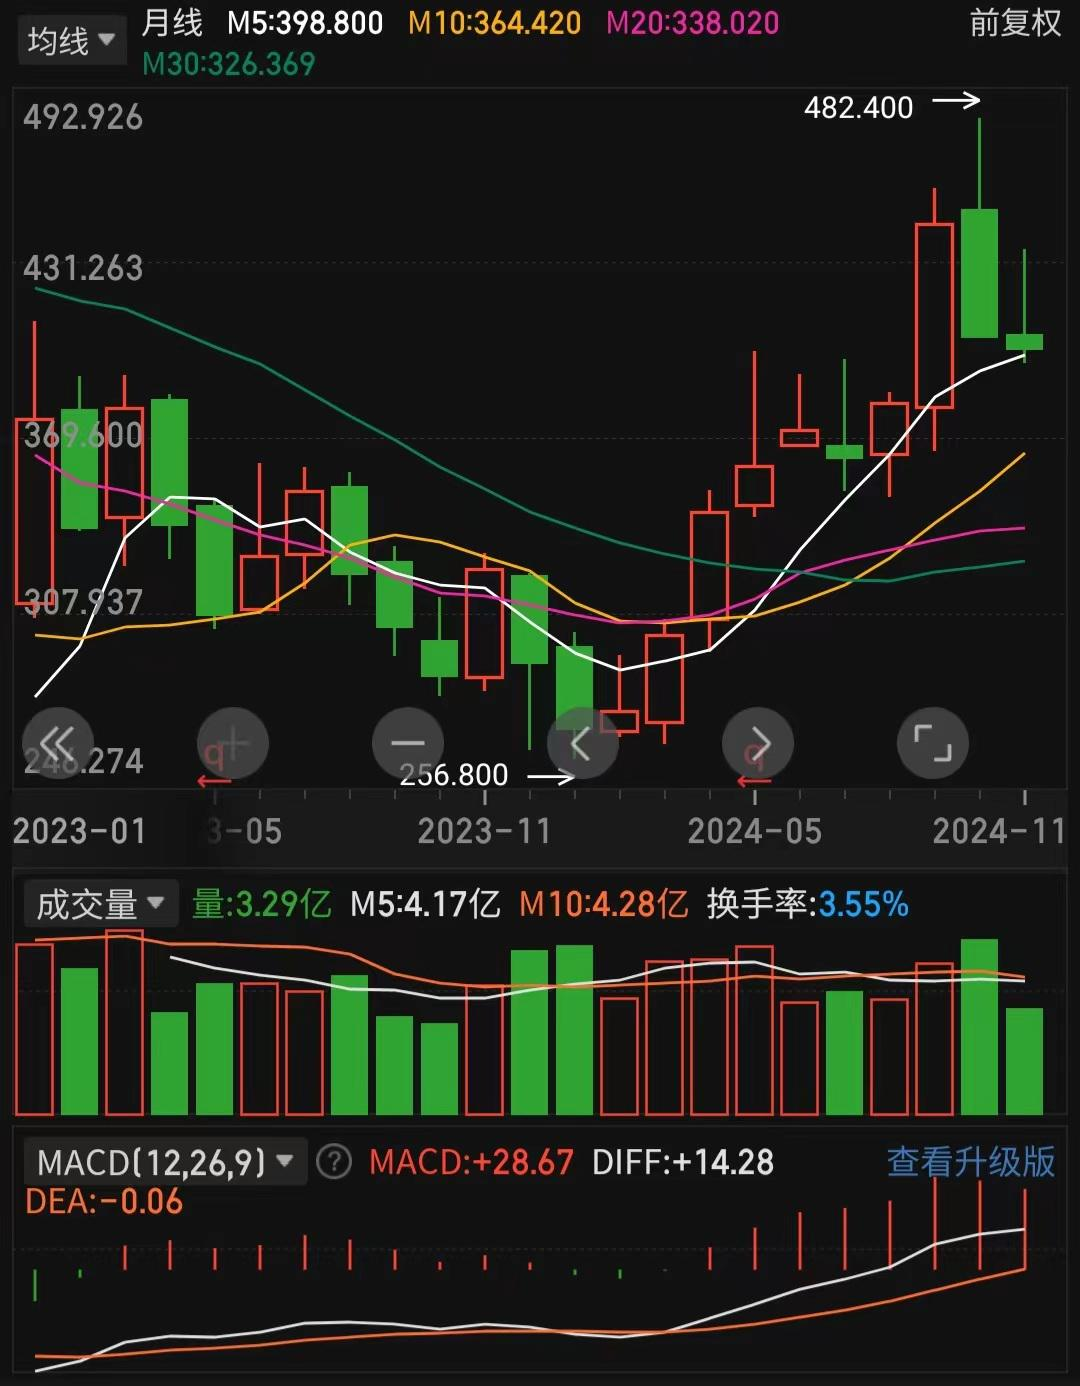 均线 月线 M5:398.800 M10:364.420 M20:338.020 前复权
M30:326.369
492.926
482.400
431.263
369.600
307.937
246.274
q
q
256.800
2023-01 3-05 2023-11 2024-05 2024-11
成交量 量:3.29亿 M5:4.17亿 M10:4.28亿 换手率:3.55%
MACD(12,26,9) ? MACD:+28.67 DIFF:+14.28 查看升级版
DEA:-0.06